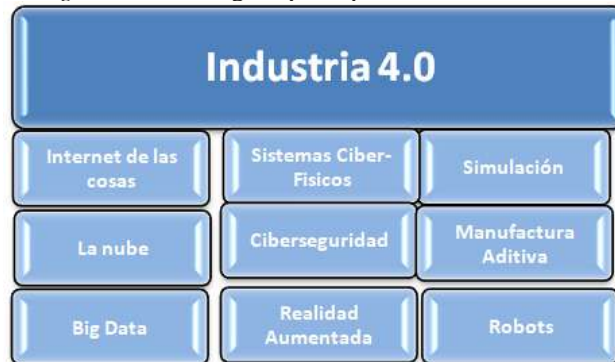 Industria 4.0
Internet de las
cosas
Sistemas Ciber-
Fisicos
Simulación
La nube
Ciberseguridad
Manufactura
Aditiva
Big Data
Realidad
Aumentada
Robots